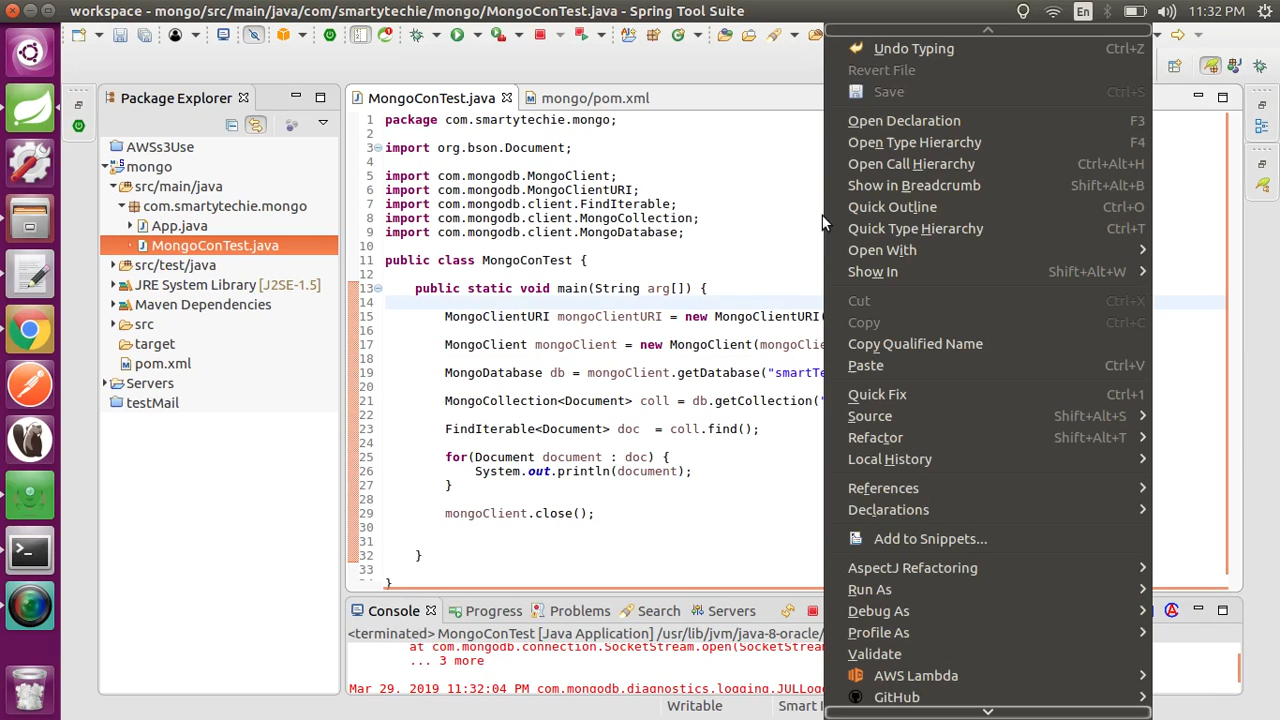 workspace - mongo/src/main/java/com/smartytechie/mongo/MongoConTest.java - Spring Tool Suite
En
11:32 PM
Package Explorer
AWSs3Use
mongo
src/main/java
com.smartytechie.mongo
App.java
MongoConTest.java
src/test/java
JRE System Library [J2SE-1.5]
Maven Dependencies
src
target
pom.xml
Servers
testMail
MongoConTest.java
mongo/pom.xml
1 package com.smartytechie.mongo;
2
3 import org.bson.Document;
4
5 import com.mongodb.MongoClient;
6 import com.mongodb.MongoClientURI;
7 import com.mongodb.client.FindIterable;
8 import com.mongodb.client.MongoCollection;
9 import com.mongodb.client.MongoDatabase;
10
11 public class MongoConTest {
12
13 public static void main(String arg[]) {
14
15 MongoClientURI mongoClientURI = new MongoClientURI(
16
17 MongoClient mongoClient = new MongoClient(mongoClie
18
19 MongoDatabase db = mongoClient.getDatabase("smartTe
20
21 MongoCollection<Document> coll = db.getCollection("
22
23 FindIterable<Document> doc = coll.find();
24
25 for(Document document : doc) {
26 System.out.println(document);
27 }
28
29 mongoClient.close();
30
31
32 }
33
}
Undo Typing Ctrl+Z
Revert File
Save Ctrl+S
Open Declaration F3
Open Type Hierarchy F4
Open Call Hierarchy Ctrl+Alt+H
Show in Breadcrumb Shift+Alt+B
Quick Outline Ctrl+O
Quick Type Hierarchy Ctrl+T
Open With
Show In Shift+Alt+W
Cut Ctrl+X
Copy Ctrl+C
Copy Qualified Name
Paste Ctrl+V
Quick Fix Ctrl+1
Source Shift+Alt+S
Refactor Shift+Alt+T
Local History
References
Declarations
Add to Snippets...
AspectJ Refactoring
Run As
Debug As
Profile As
Validate
AWS Lambda
GitHub
Console
Progress
Problems
Search
Servers
<terminated> MongoConTest [Java Application] /usr/lib/jvm/java-8-oracle/
at com.mongodb.connection.SocketStream.open(SocketStream
... 3 more
Mar 29, 2019 11:32:04 PM com.mongodb.diagnostics.logging.JULLogge
Writable
Smart I